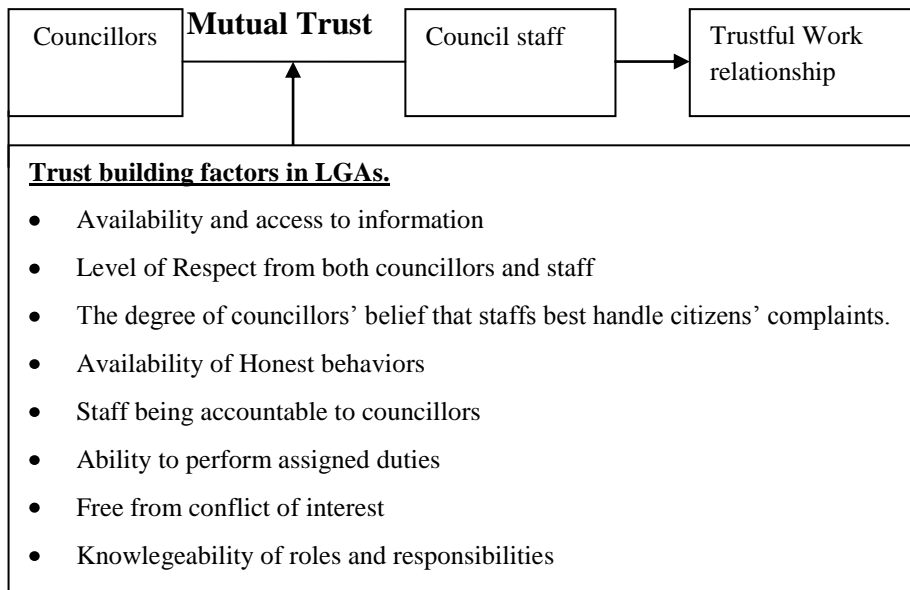 Councillors
Mutual Trust
Council staff
Trustful Work
relationship
Trust building factors in LGAs.
• Availability and access to information
• Level of Respect from both councillors and staff
• The degree of councillors’ belief that staffs best handle citizens’ complaints.
• Availability of Honest behaviors
• Staff being accountable to councillors
• Ability to perform assigned duties
• Free from conflict of interest
• Knowlegeability of roles and responsibilities